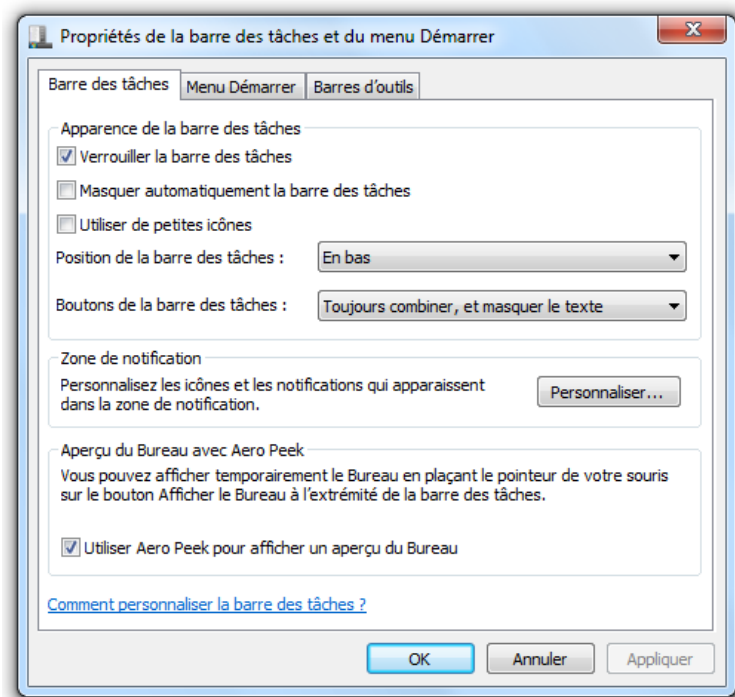 Propriétés de la barre des tâches et du menu Démarrer
Barre des tâches
Menu Démarrer
Barres d'outils
Apparence de la barre des tâches
Verrouiller la barre des tâches
Masquer automatiquement la barre des tâches
Utiliser de petites icônes
Position de la barre des tâches : En bas
Boutons de la barre des tâches : Toujours combiner, et masquer le texte
Zone de notification
Personnalisez les icônes et les notifications qui apparaissent
dans la zone de notification.
Personnaliser...
Aperçu du Bureau avec Aero Peek
Vous pouvez afficher temporairement le Bureau en plaçant le pointeur de votre souris
sur le bouton Afficher le Bureau à l'extrémité de la barre des tâches.
Utiliser Aero Peek pour afficher un aperçu du Bureau
Comment personnaliser la barre des tâches ?
OK
Annuler
Appliquer